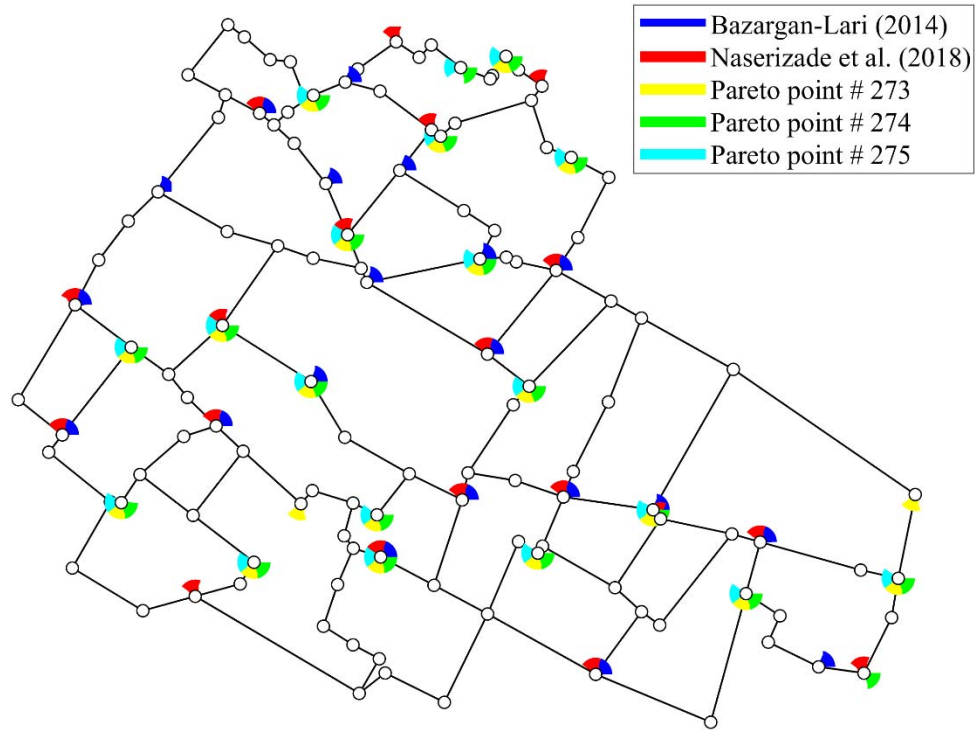 Bazargan-Lari (2014)
Naserizade et al. (2018)
Pareto point # 273
Pareto point # 274
Pareto point # 275